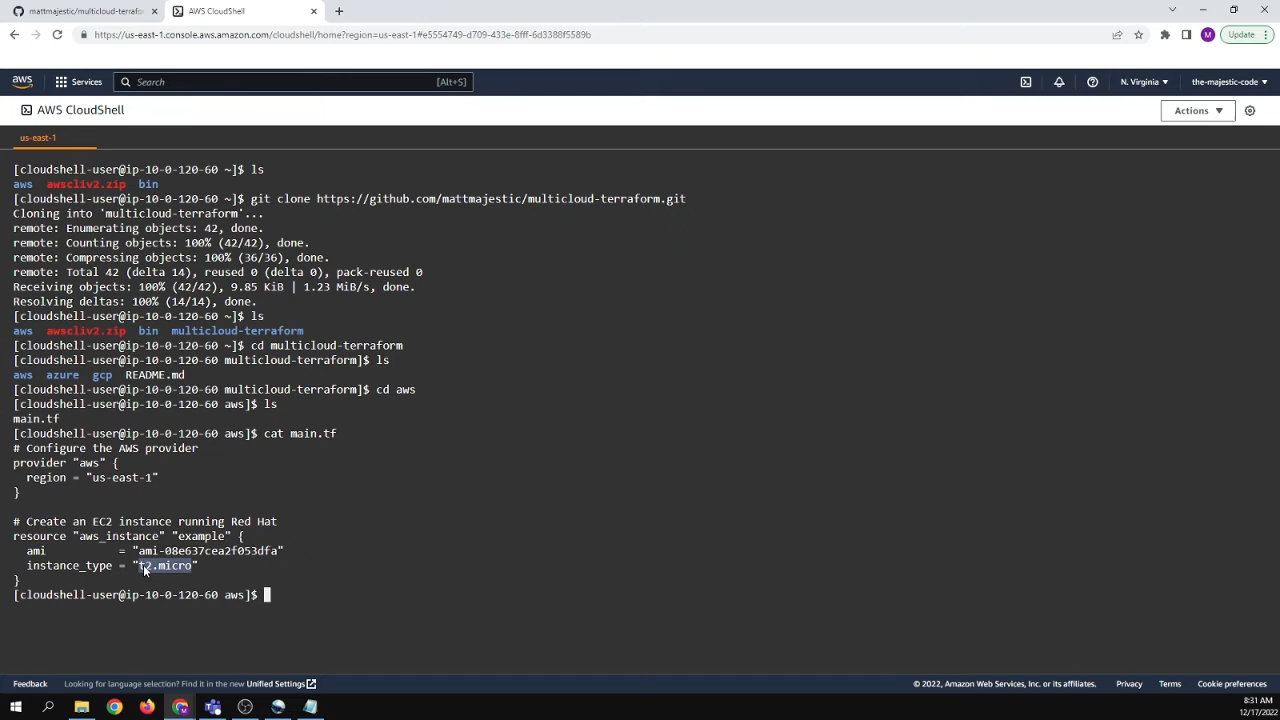 mattmajestic/multicloud-terrafo
AWS CloudShell
https://us-east-1.console.aws.amazon.com/cloudshell/home?region=us-east-1#e5554749-d709-433e-8fff-6d3388f5589b
M
Update
aws
Services
Search
[Alt+S]
N. Virginia
the-majestic-code
AWS CloudShell
Actions
us-east-1
[cloudshell-user@ip-10-0-120-60 ~]$ ls
aws awscliv2.zip bin
[cloudshell-user@ip-10-0-120-60 ~]$ git clone https://github.com/mattmajestic/multicloud-terraform.git
Cloning into 'multicloud-terraform'...
remote: Enumerating objects: 42, done.
remote: Counting objects: 100% (42/42), done.
remote: Compressing objects: 100% (36/36), done.
remote: Total 42 (delta 14), reused 0 (delta 0), pack-reused 0
Receiving objects: 100% (42/42), 9.85 KiB | 1.23 MiB/s, done.
Resolving deltas: 100% (14/14), done.
[cloudshell-user@ip-10-0-120-60 ~]$ ls
aws awscliv2.zip bin multicloud-terraform
[cloudshell-user@ip-10-0-120-60 ~]$ cd multicloud-terraform
[cloudshell-user@ip-10-0-120-60 multicloud-terraform]$ ls
aws azure gcp README.md
[cloudshell-user@ip-10-0-120-60 multicloud-terraform]$ cd aws
[cloudshell-user@ip-10-0-120-60 aws]$ ls
main.tf
[cloudshell-user@ip-10-0-120-60 aws]$ cat main.tf
# Configure the AWS provider
provider "aws" {
region = "us-east-1"
}
# Create an EC2 instance running Red Hat
resource "aws_instance" "example" {
ami = "ami-08e637cea2f053dfa"
instance_type = "t2.micro"
}
[cloudshell-user@ip-10-0-120-60 aws]$
Feedback
Looking for language selection? Find it in the new Unified Settings
© 2022, Amazon Web Services, Inc. or its affiliates.
Privacy
Terms
Cookie preferences
8:31 AM
12/17/2022